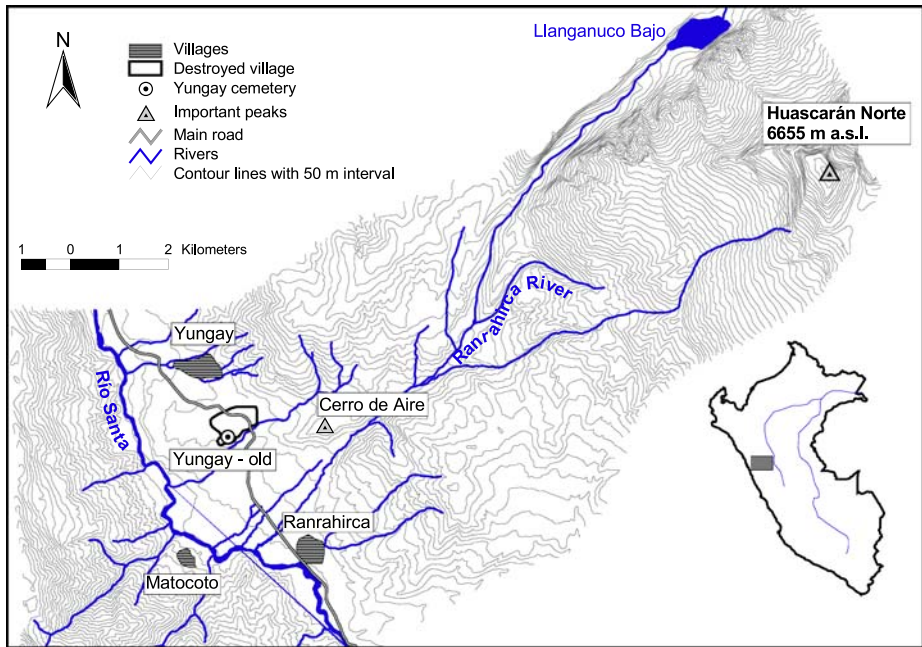 N
Villages
Destroyed village
Yungay cemetery
Important peaks
Main road
Rivers
Contour lines with 50 m interval
1 0 1 2 Kilometers
Llanganuco Bajo
Huascarán Norte
6655 m a.s.l.
Ranrahirca River
Yungay
Rio Santa
Cerro de Aire
Yungay - old
Ranrahirca
Matocoto